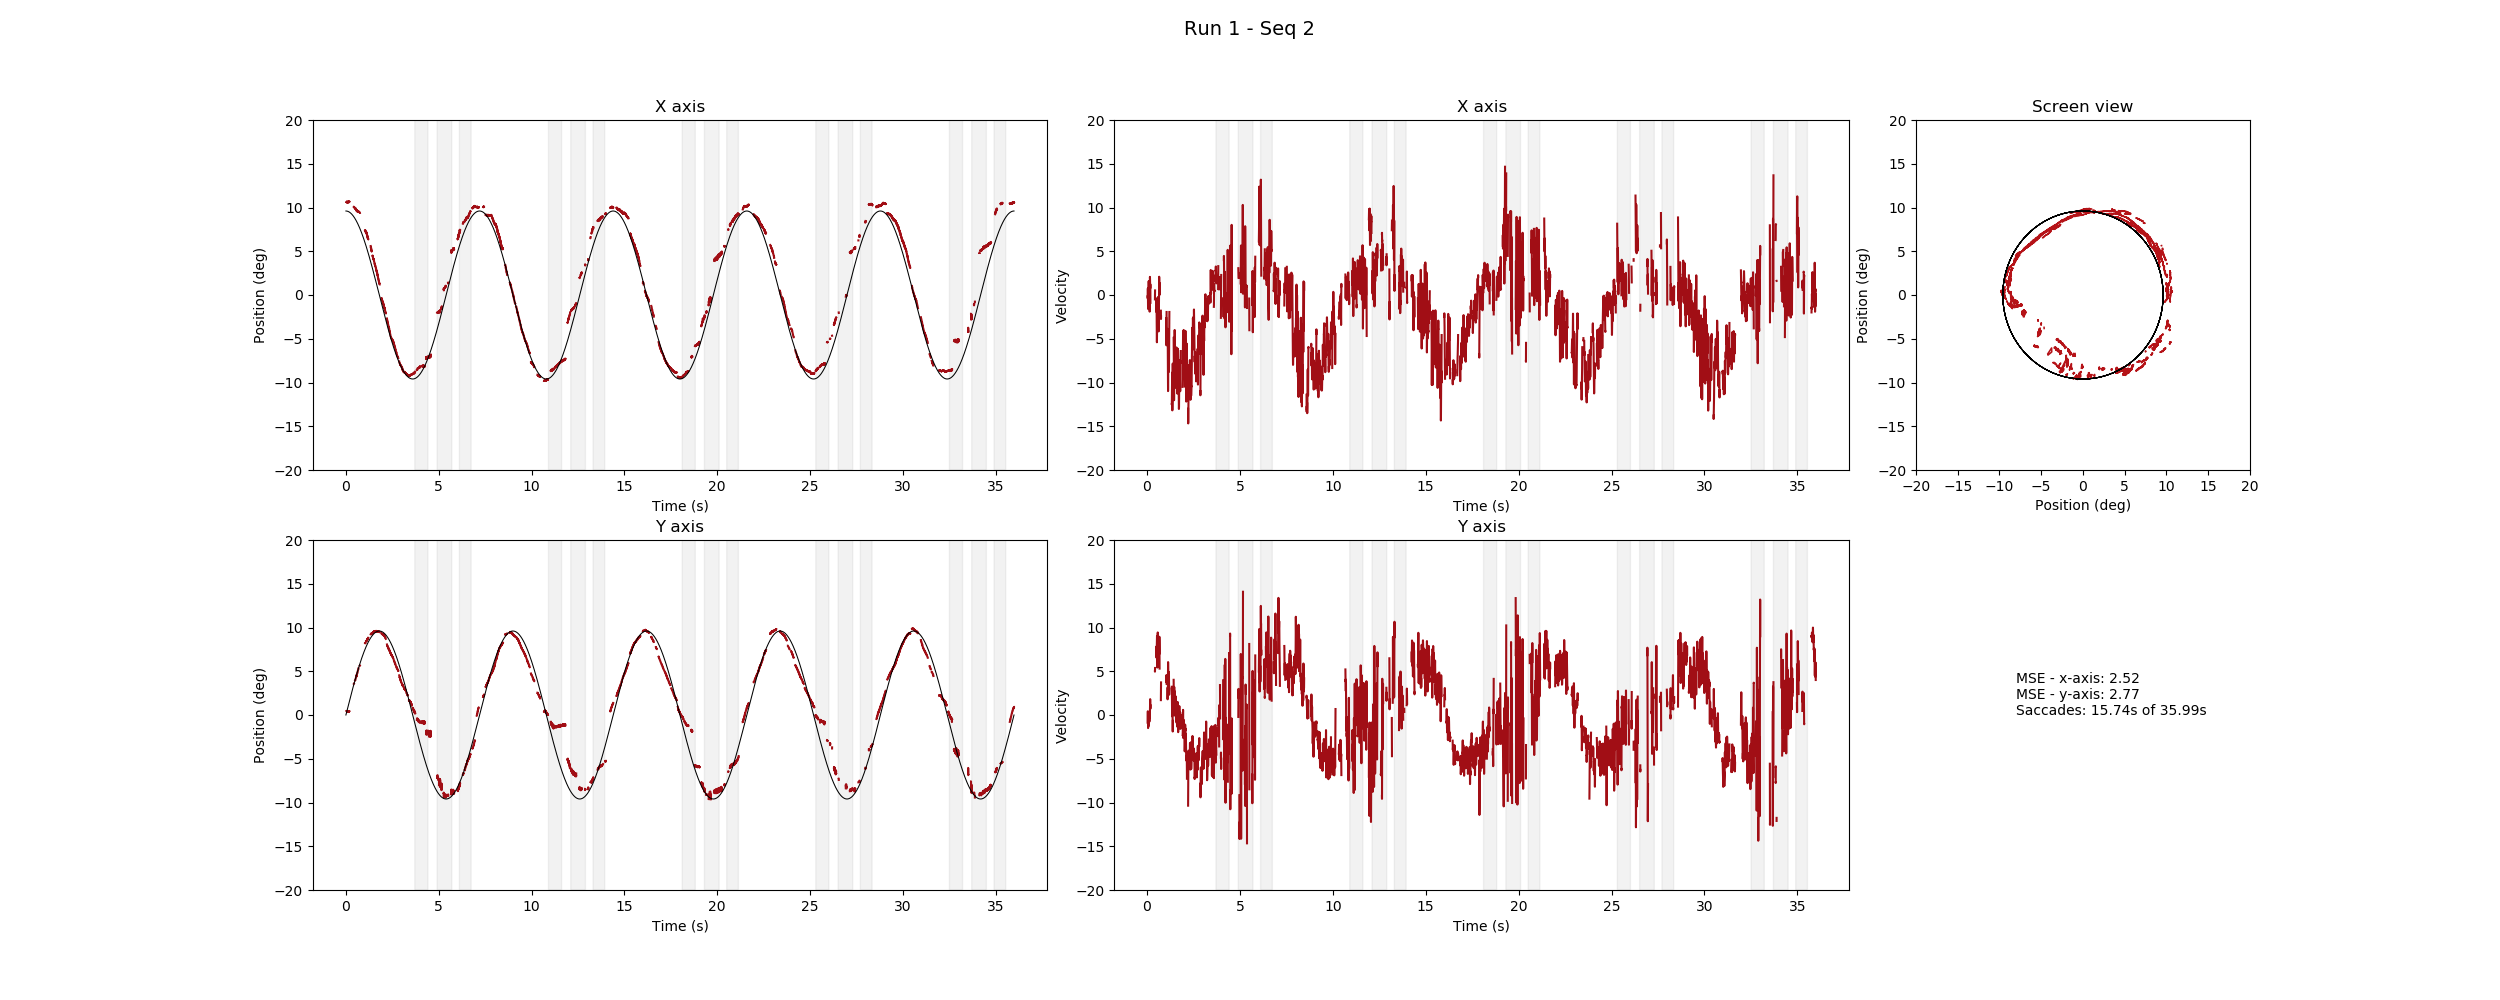 Run 1 - Seq 2
X axis
20
15
10
5
0
−5
−10
−15
−20
Position (deg)
0 5 10 15 20 25 30 35
Time (s)
X axis
20
15
10
5
0
−5
−10
−15
−20
Velocity
0 5 10 15 20 25 30 35
Time (s)
Screen view
20
15
10
5
0
−5
−10
−15
−20
Position (deg)
−20 −15 −10 −5 0 5 10 15 20
Position (deg)
Y axis
20
15
10
5
0
−5
−10
−15
−20
Position (deg)
0 5 10 15 20 25 30 35
Time (s)
Y axis
20
15
10
5
0
−5
−10
−15
−20
Velocity
0 5 10 15 20 25 30 35
Time (s)
MSE - x-axis: 2.52
MSE - y-axis: 2.77
Saccades: 15.74s of 35.99s